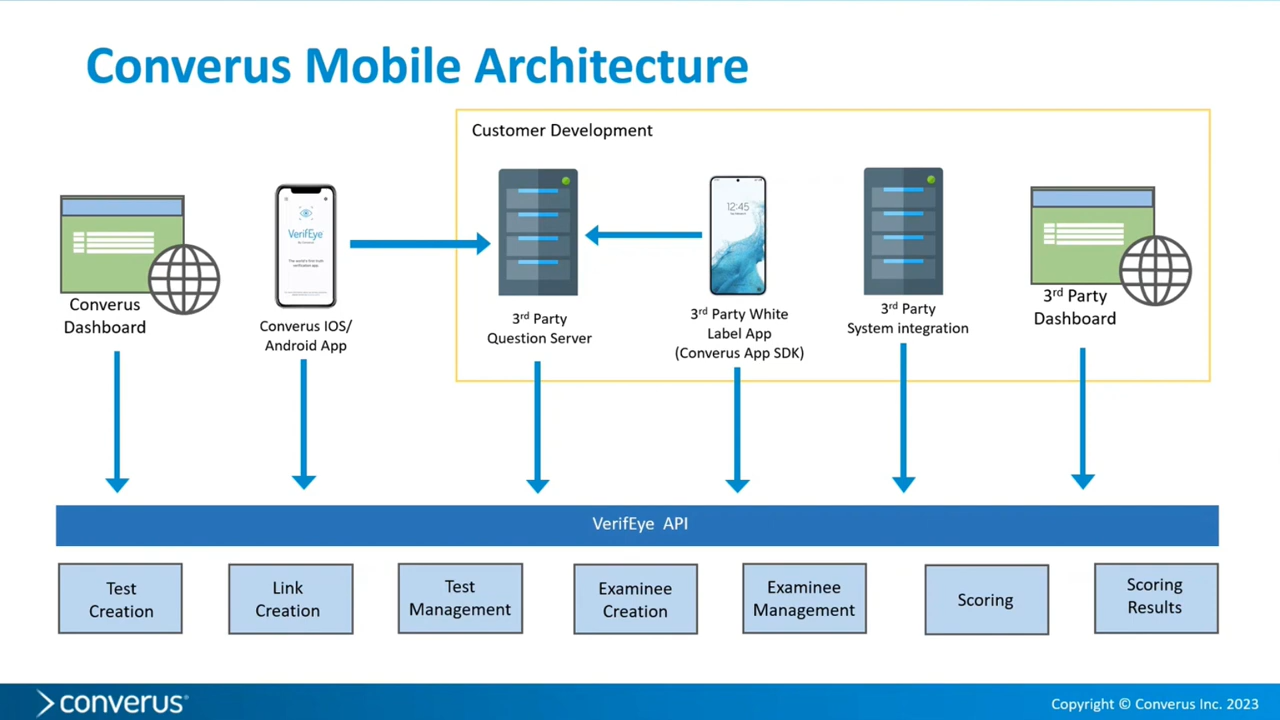 Converus Mobile Architecture
Customer Development
12:45
VerifEye
Converus
Dashboard
Converus IOS/
Android App
3rd Party
Question Server
3rd Party White
Label App
(Converus App SDK)
3rd Party
System integration
3rd Party
Dashboard
VerifEye API
Test
Creation
Link
Creation
Test
Management
Examinee
Creation
Examinee
Management
Scoring
Scoring
Results
converus®
Copyright © Converus Inc. 2023